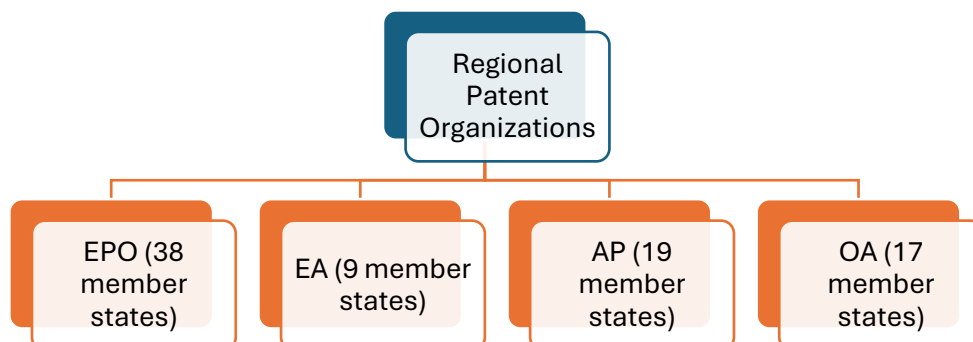 Regional
Patent
Organizations
EPO (38
member
states)
EA (9 member
states)
AP (19
member
states)
OA (17
member
states)